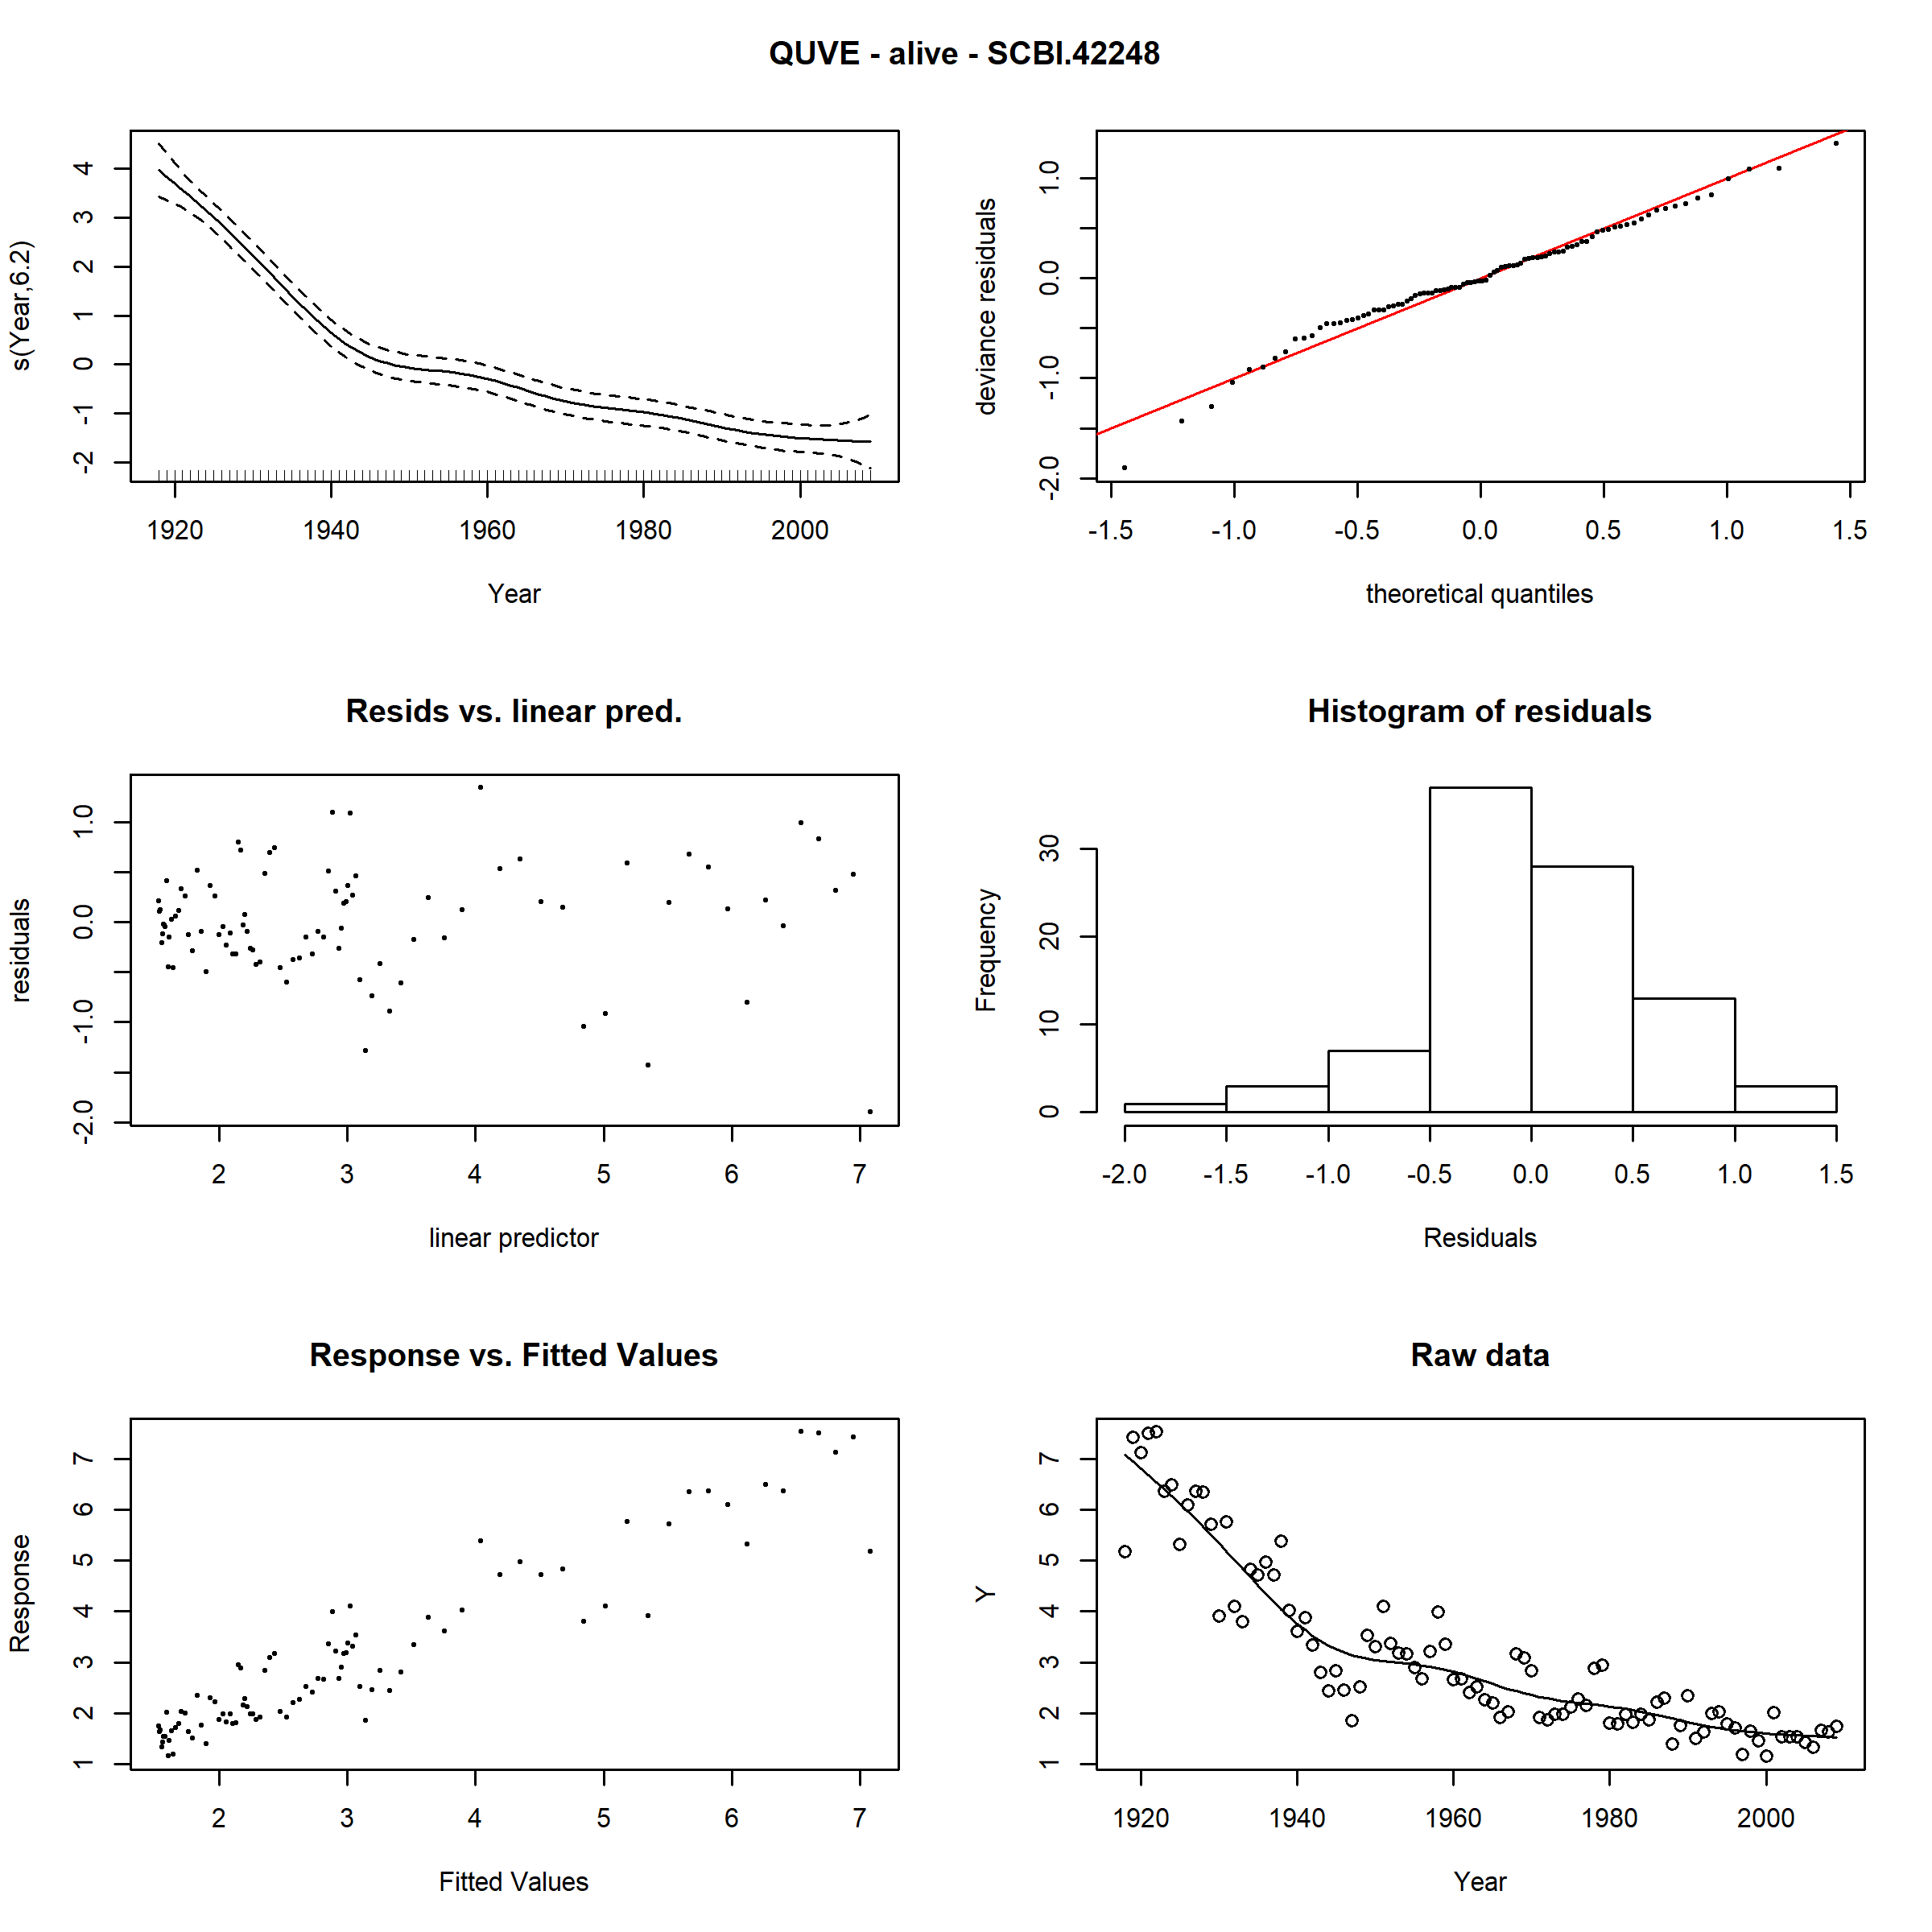 QUVE - alive - SCBI.42248
s(Year,6.2)
4
3
2
1
0
-1
-2
1920 1940 1960 1980 2000
Year
deviance residuals
1.0
0.0
-1.0
-2.0
-1.5 -1.0 -0.5 0.0 0.5 1.0 1.5
theoretical quantiles
Resids vs. linear pred.
residuals
1.0
0.0
-1.0
-2.0
2 3 4 5 6 7
linear predictor
Histogram of residuals
Frequency
30
20
10
0
-2.0 -1.5 -1.0 -0.5 0.0 0.5 1.0 1.5
Residuals
Response vs. Fitted Values
Response
7
6
5
4
3
2
1
2 3 4 5 6 7
Fitted Values
Raw data
Y
7
6
5
4
3
2
1
1920 1940 1960 1980 2000
Year